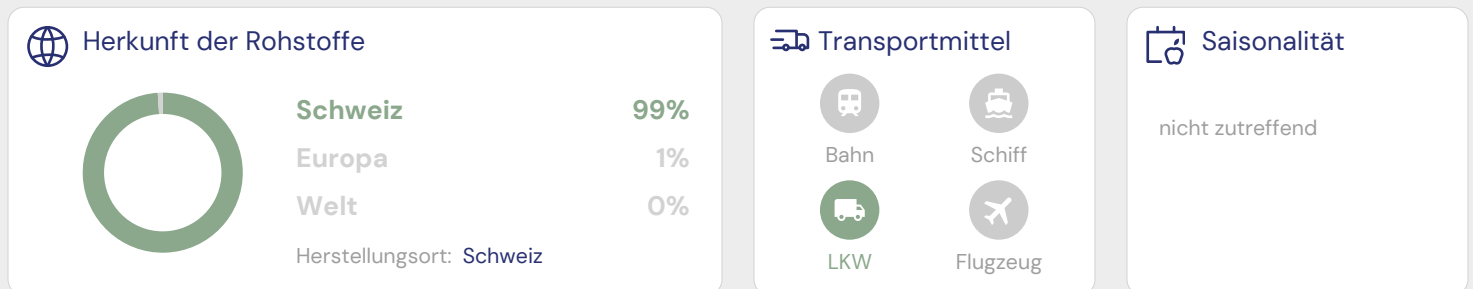 Herkunft der Rohstoffe
Schweiz 99%
Europa 1%
Welt 0%
Herstellungsort: Schweiz
Transportmittel
Bahn Schiff
LKW Flugzeug
Saisonalität
nicht zutreffend